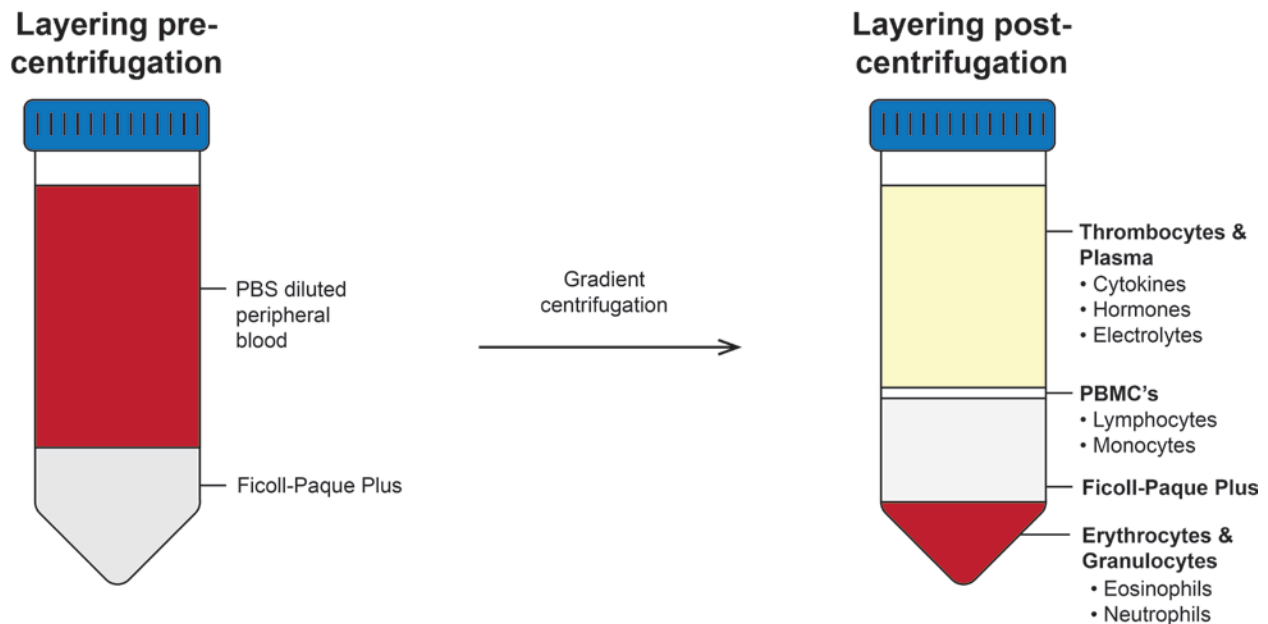 Layering pre-
centrifugation
PBS diluted
peripheral
blood
Ficoll-Paque Plus
Gradient
centrifugation
Layering post-
centrifugation
Thrombocytes &
Plasma
• Cytokines
• Hormones
• Electrolytes
PBMC's
• Lymphocytes
• Monocytes
Ficoll-Paque Plus
Erythrocytes &
Granulocytes
• Eosinophils
• Neutrophils